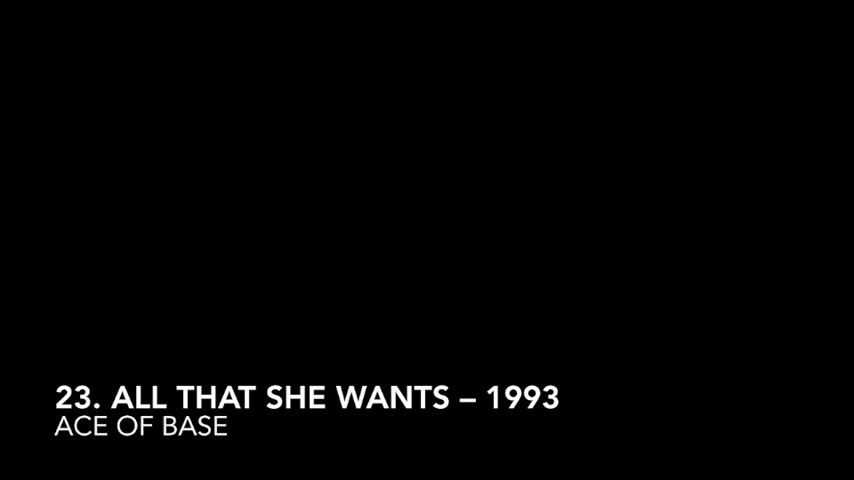 23. ALL THAT SHE WANTS – 1993
ACE OF BASE